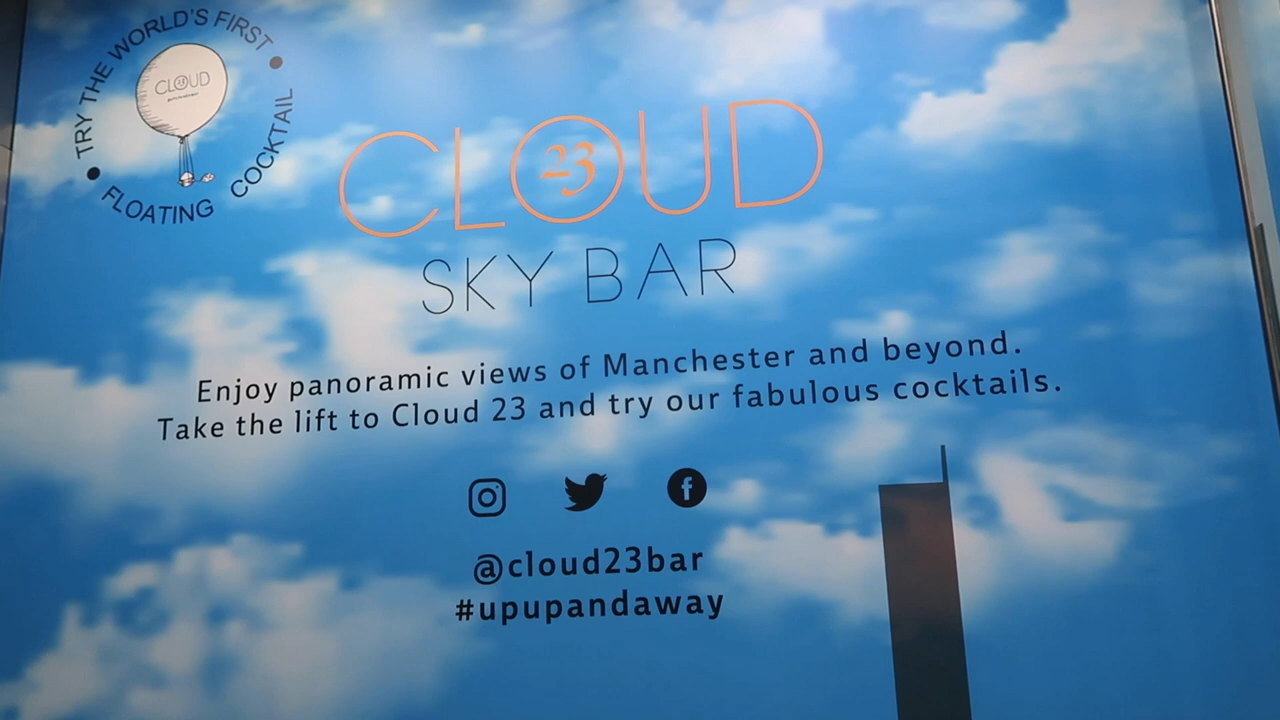 TRY THE WORLD'S FIRST
FLOATING COCKTAIL
CLOUD
CLOUD
23
SKY BAR
Enjoy panoramic views of Manchester and beyond.
Take the lift to Cloud 23 and try our fabulous cocktails.
@cloud23bar
#upupandaway